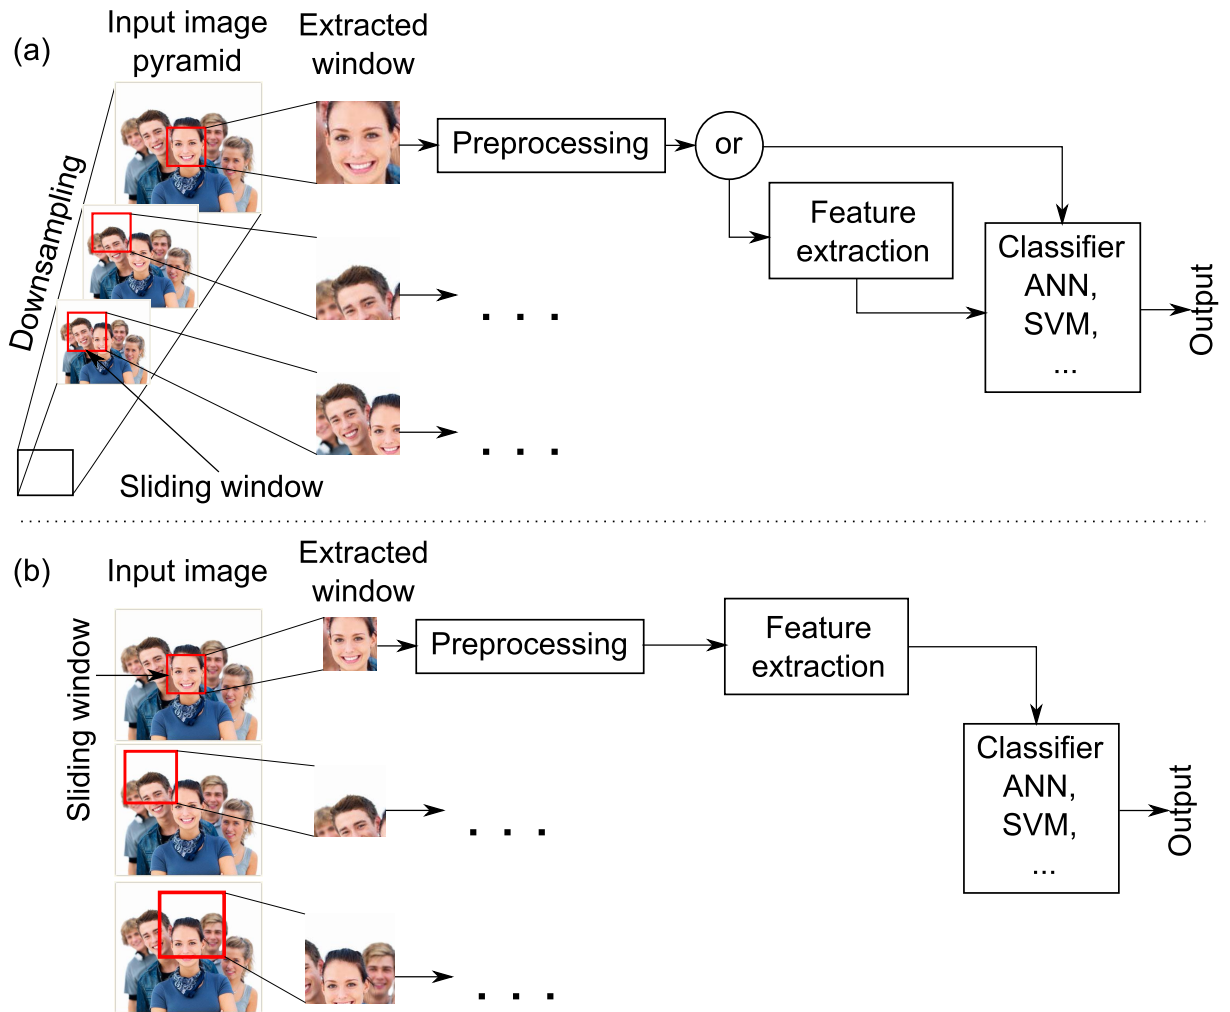 (a)
Input image
pyramid
Extracted
window
Downsampling
Preprocessing
or
Feature
extraction
Classifier
ANN,
SVM,
...
Output
. . .
. . .
Sliding window
(b)
Input image
Extracted
window
Sliding window
Preprocessing
Feature
extraction
Classifier
ANN,
SVM,
...
Output
. . .
. . .